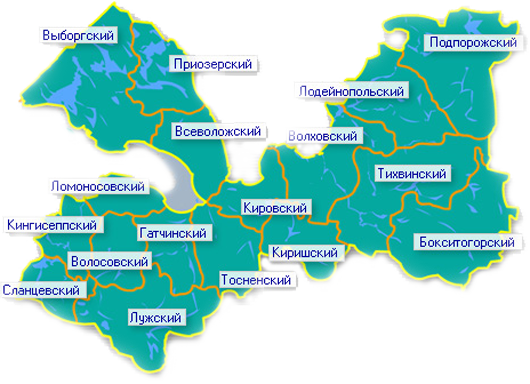 Выборгский
Подпорожский
Приозерский
Лодейнопольский
Всеволожский
Волховский
Тихвинский
Ломоносовский
Кировский
Кингисеппский
Гатчинский
Бокситогорский
Киришский
Волосовский
Тосненский
Сланцевский
Лужский